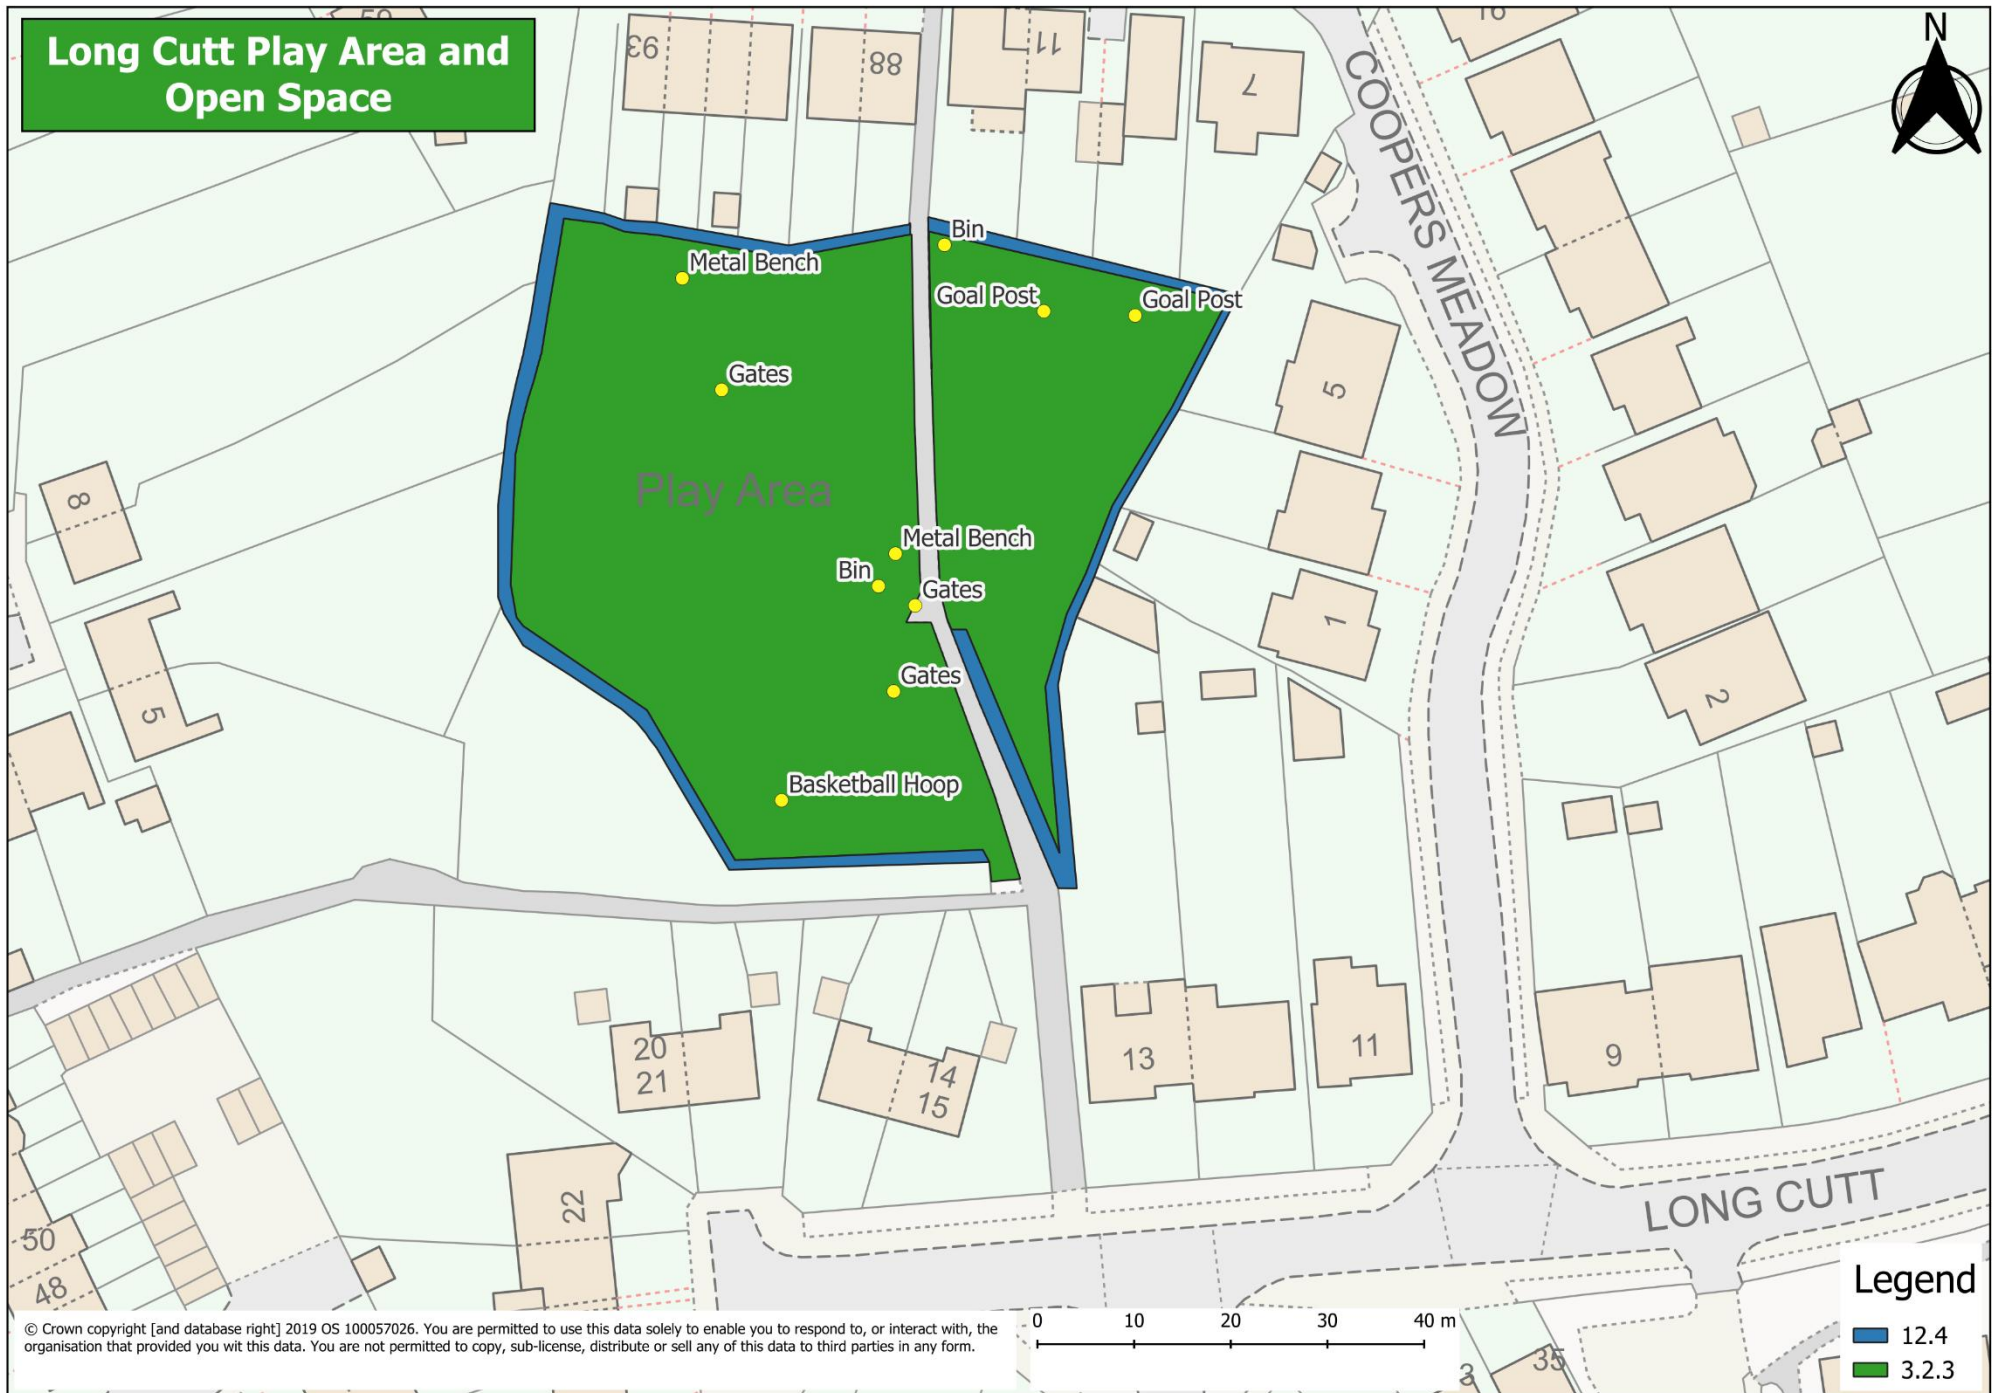 Long Cutt Play Area and
Open Space
59
93
88
11
7
16
N
COOPERS MEADOW
Bin
Metal Bench
Goal Post
Goal Post
Gates
5
Play Area
8
Metal Bench
Bin
Gates
1
Gates
2
5
Basketball Hoop
20
21
14
15
13
11
9
22
LONG CUTT
50
48
Legend
12.4
3.2.3
0 10 20 30 40 m
© Crown copyright [and database right] 2019 OS 100057026. You are permitted to use this data solely to enable you to respond to, or interact with, the
organisation that provided you wit this data. You are not permitted to copy, sub-license, distribute or sell any of this data to third parties in any form.
3
35